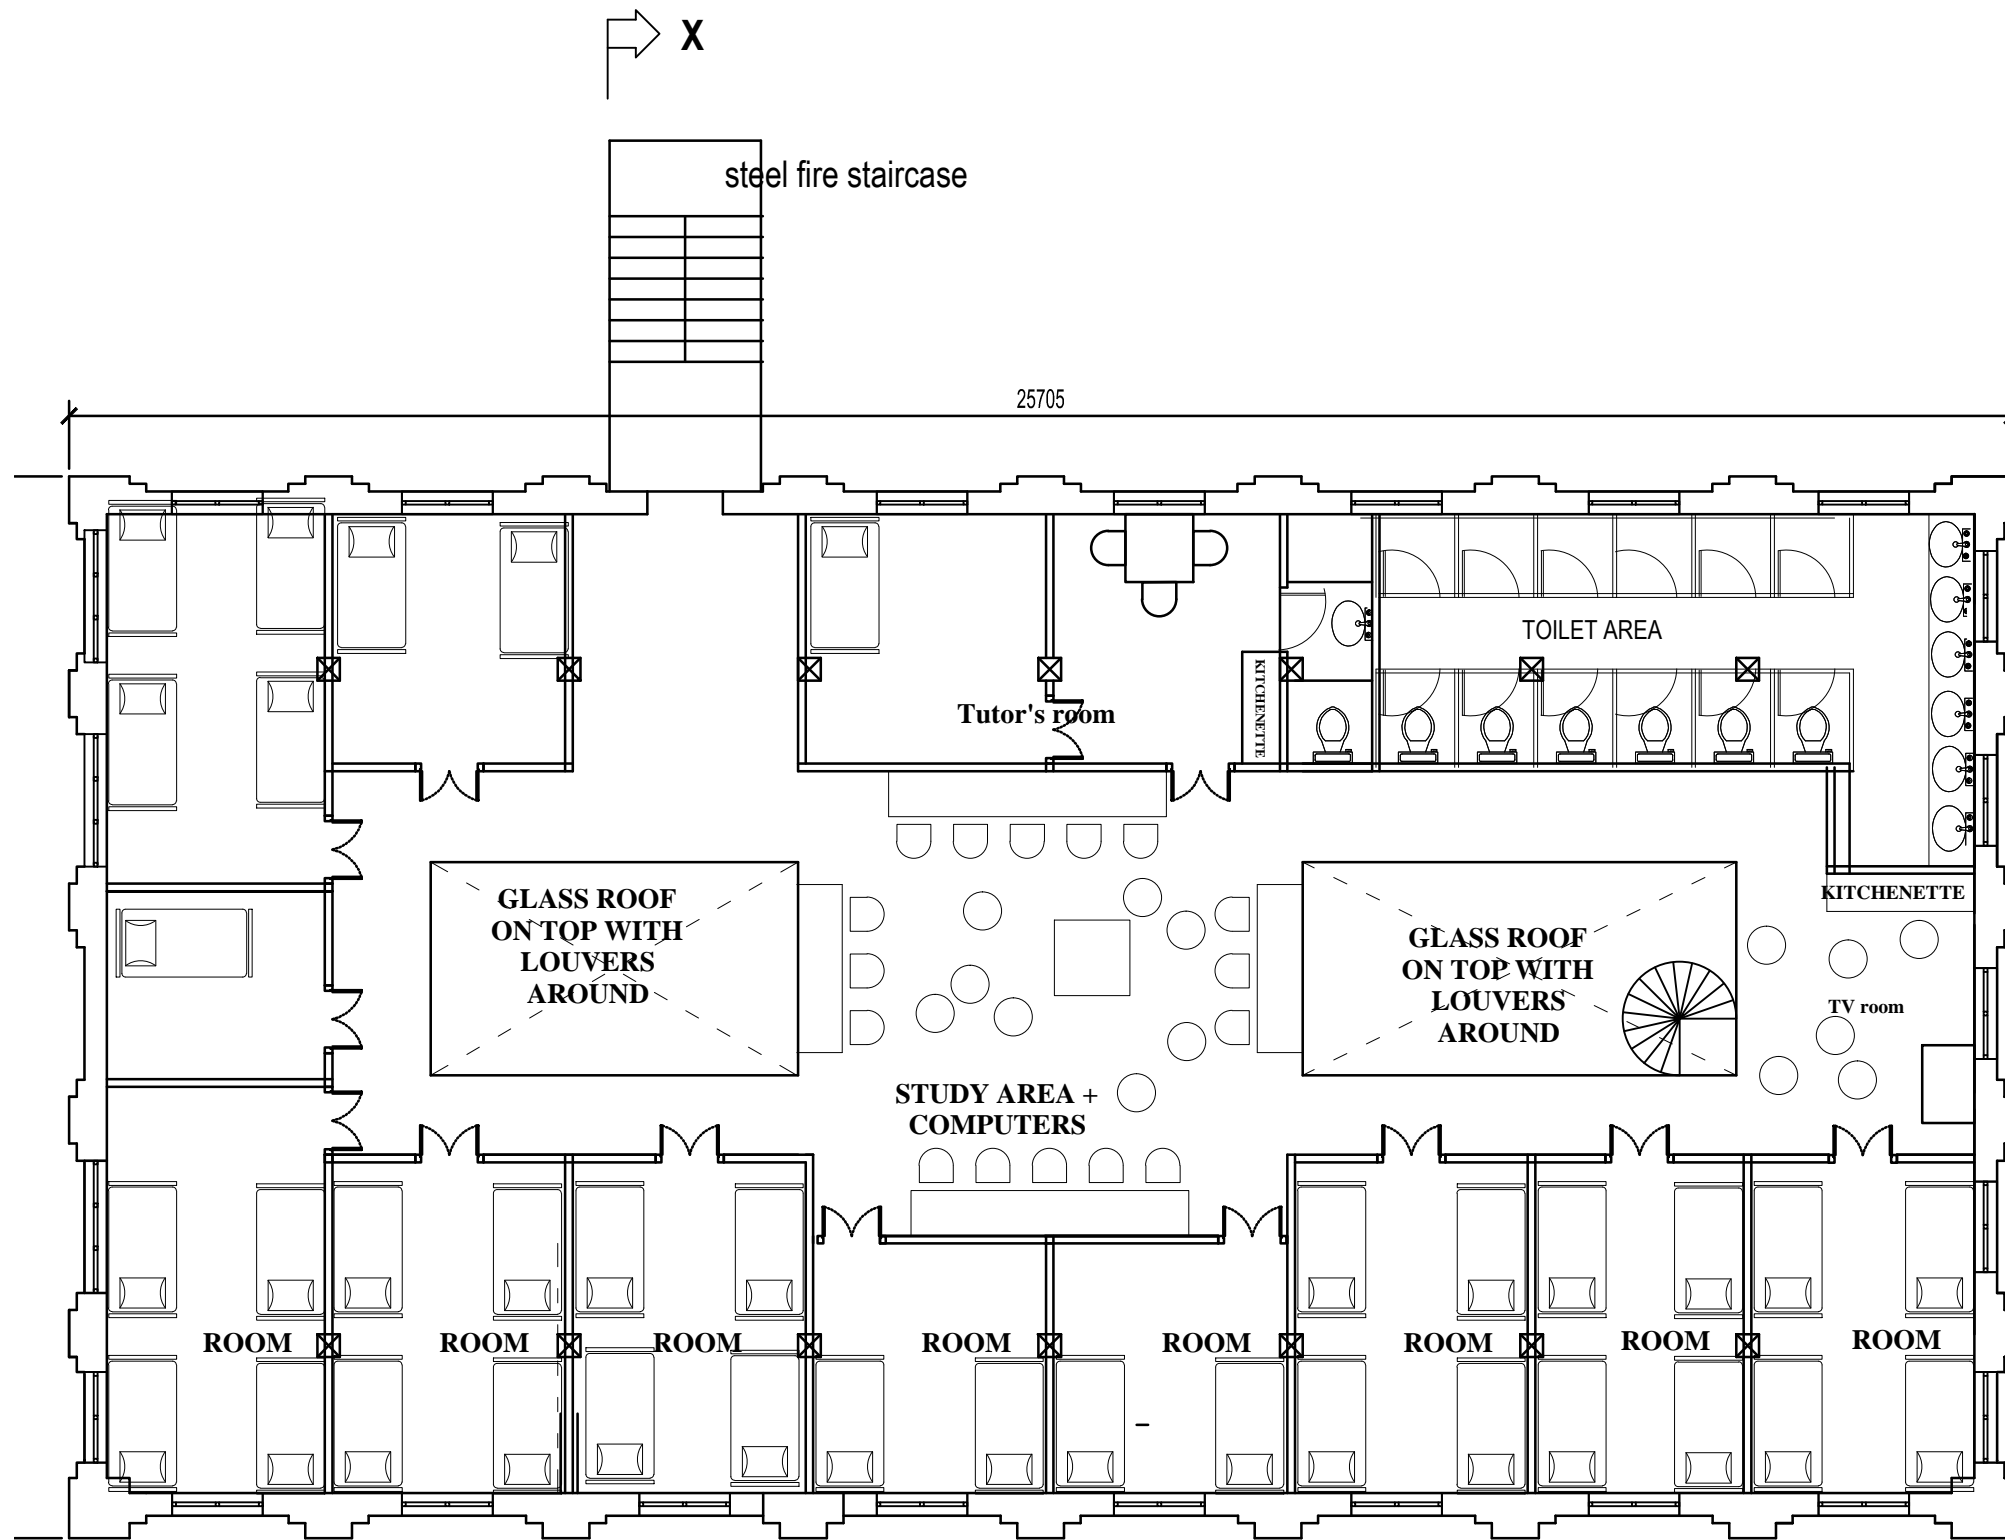 X
steel fire staircase
25705
TOILET AREA
KITCHENETTE
Tutor's room
GLASS ROOF
ON TOP WITH
LOUVERS
AROUND
KITCHENETTE
GLASS ROOF
ON TOP WITH
LOUVERS
AROUND
TV room
STUDY AREA +
COMPUTERS
ROOM
ROOM
ROOM
ROOM
ROOM
ROOM
ROOM
ROOM